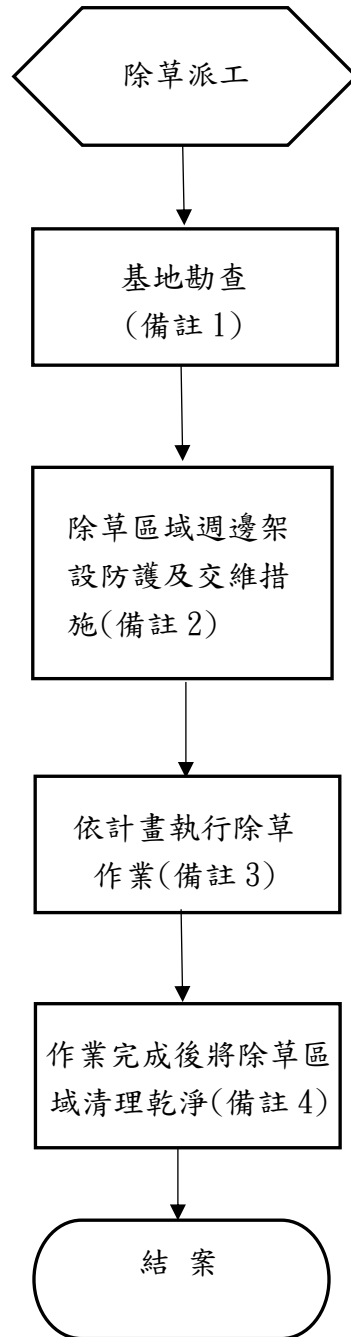 除草派工
基地勘查
(備註 1)
除草區域週邊架
設防護及交維措
施(備註 2)
依計畫執行除草
作業(備註 3)
作業完成後將除草區
域清理乾淨(備註 4)
結 案